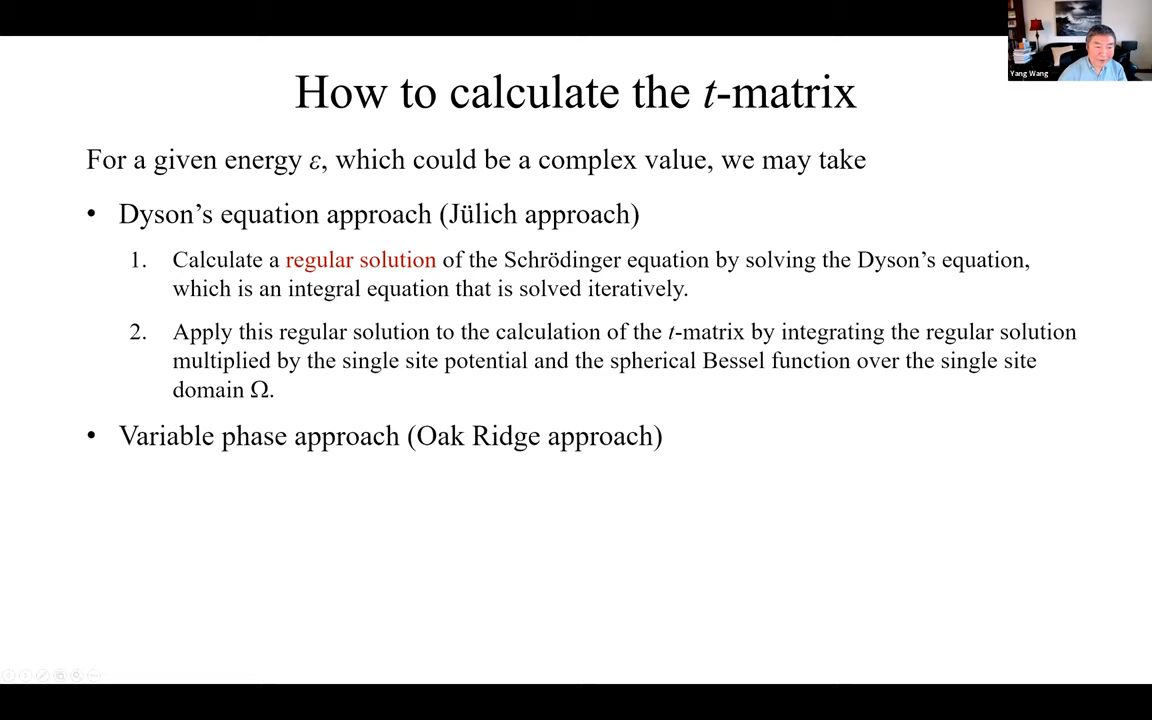 Yang Wang
How to calculate the t-matrix
For a given energy ε, which could be a complex value, we may take
• Dyson’s equation approach (Jülich approach)
1. Calculate a regular solution of the Schrödinger equation by solving the Dyson’s equation,
which is an integral equation that is solved iteratively.
2. Apply this regular solution to the calculation of the t-matrix by integrating the regular solution
multiplied by the single site potential and the spherical Bessel function over the single site
domain Ω.
• Variable phase approach (Oak Ridge approach)